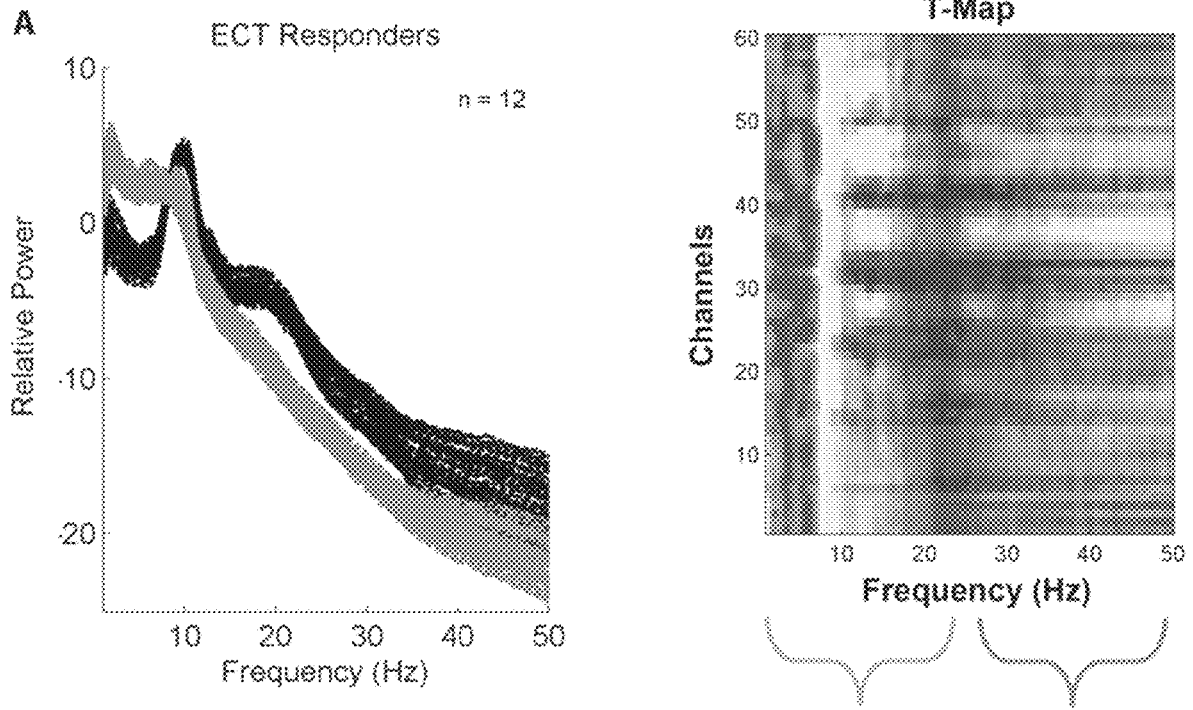 A
ECT Responders
n = 12
10
0
-10
-20
Relative Power
10 20 30 40 50
Frequency (Hz)
T-Map
60
50
40
30
20
10
Channels
10 20 30 40 50
Frequency (Hz)